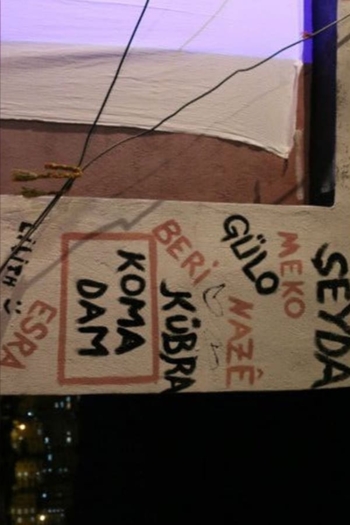 ŞEYDA
MEKO
GÜLO
NAZÊ
BERİ
KÜBRA
KOMA
DAM
ESRA